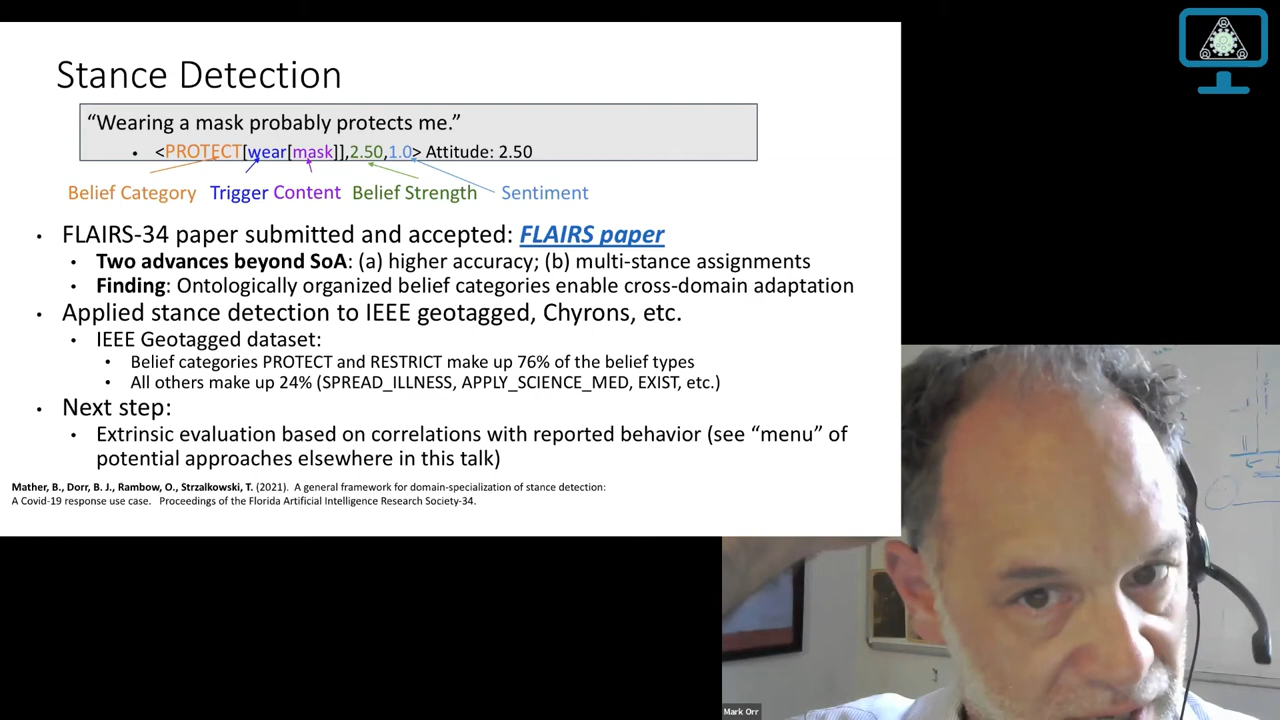 Stance Detection
“Wearing a mask probably protects me.”
• <PROTECT[wear[mask]],2.50,1.0> Attitude: 2.50
Belief Category Trigger Content Belief Strength Sentiment
• FLAIRS-34 paper submitted and accepted: FLAIRS paper
• Two advances beyond SoA: (a) higher accuracy; (b) multi-stance assignments
• Finding: Ontologically organized belief categories enable cross-domain adaptation
• Applied stance detection to IEEE geotagged, Chyrons, etc.
• IEEE Geotagged dataset:
• Belief categories PROTECT and RESTRICT make up 76% of the belief types
• All others make up 24% (SPREAD_ILLNESS, APPLY_SCIENCE_MED, EXIST, etc.)
• Next step:
• Extrinsic evaluation based on correlations with reported behavior (see “menu” of
potential approaches elsewhere in this talk)
Mather, B., Dorr, B. J., Rambow, O., Strzalkowski, T. (2021). A general framework for domain-specialization of stance detection:
A Covid-19 response use case. Proceedings of the Florida Artificial Intelligence Research Society-34.
Mark Orr